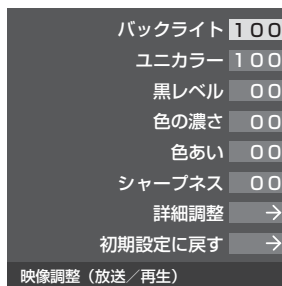 バックライト 100
ユニカラー 100
黒レベル 00
色の濃さ 00
色あい 00
シャープネス 00
詳細調整 →
初期設定に戻す →
映像調整（放送／再生）